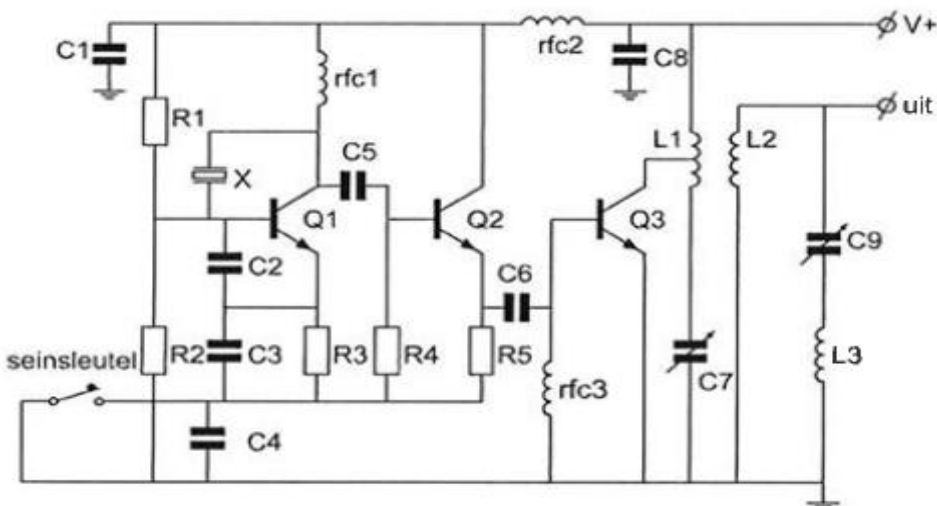 V+
C1
rfc2
C8
rfc1
uit
R1
C5
L1
L2
X
Q1
Q2
Q3
C9
C2
C6
seinsleutel
R2
C3
R3
R4
R5
rfc3
C7
L3
C4